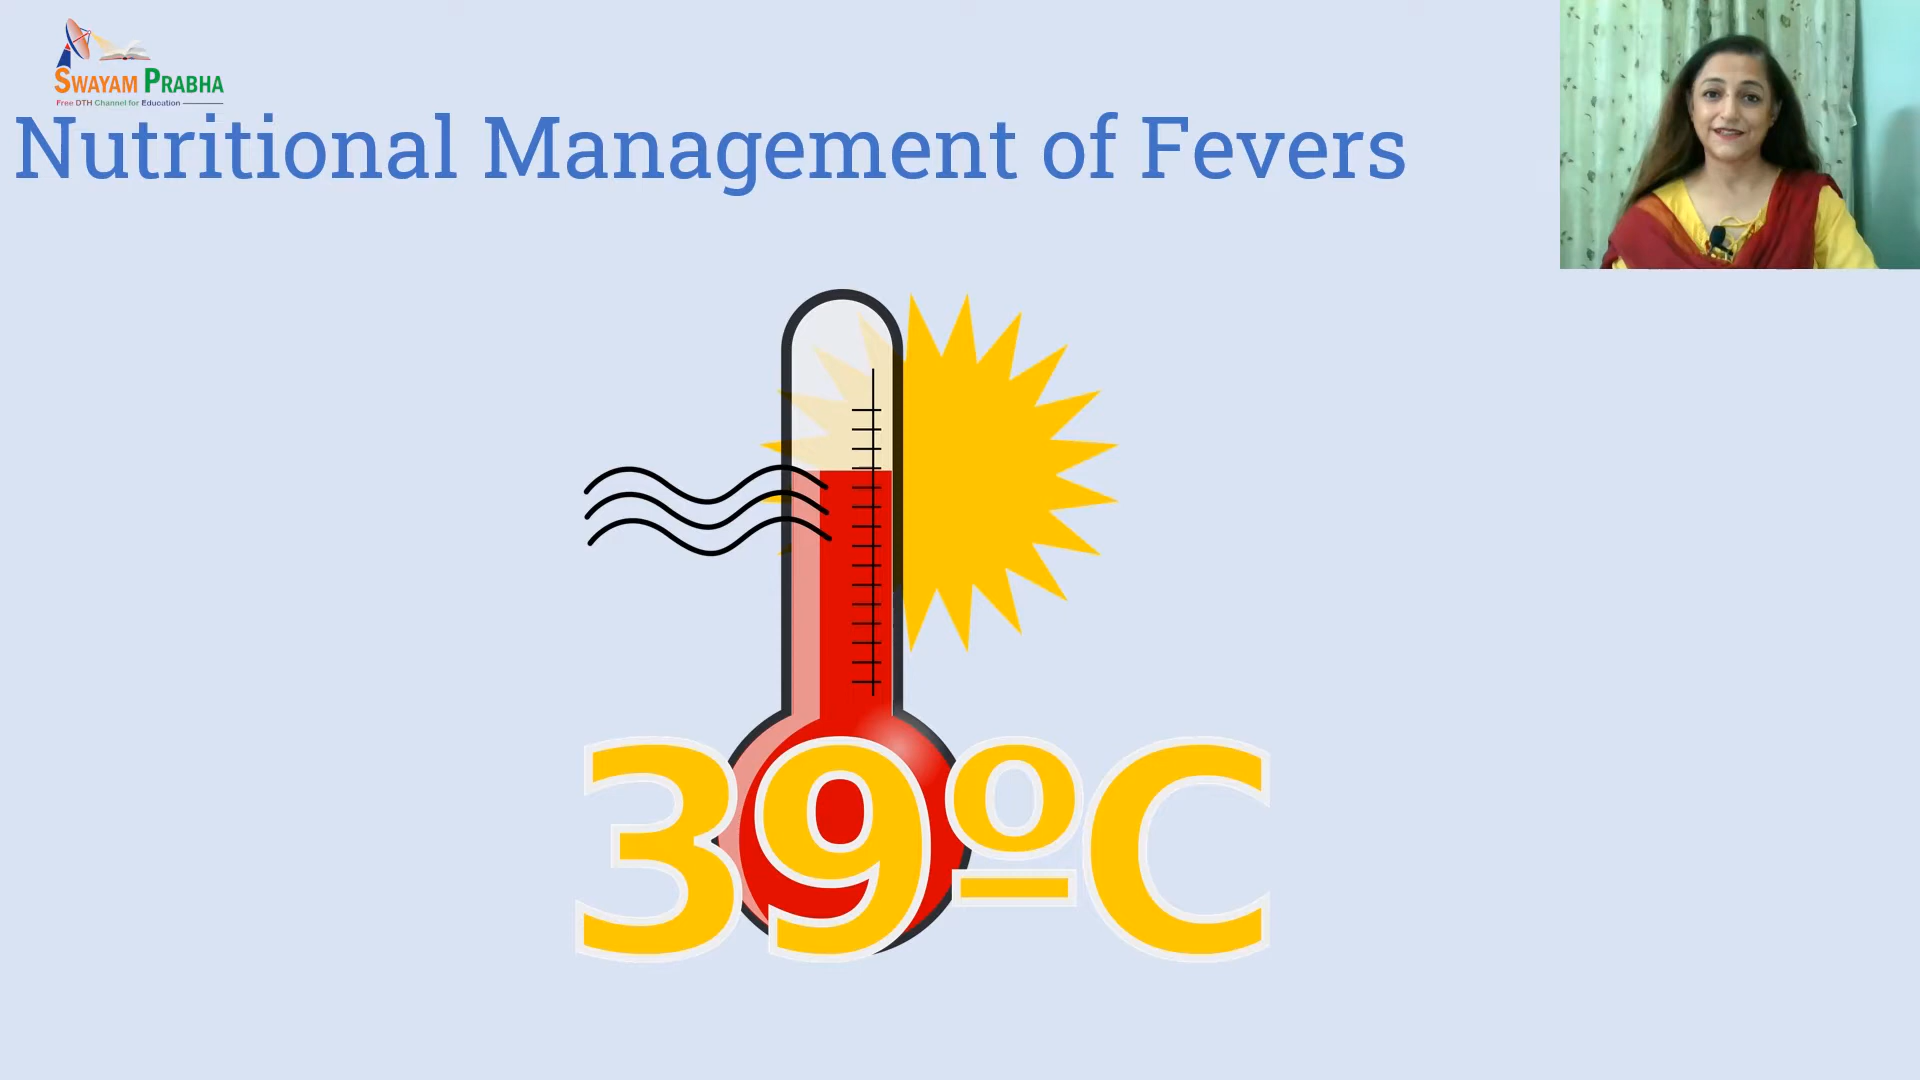 SWAYAM PRABHA
Free DTH Channel for Education
Nutritional Management of Fevers
39ºC